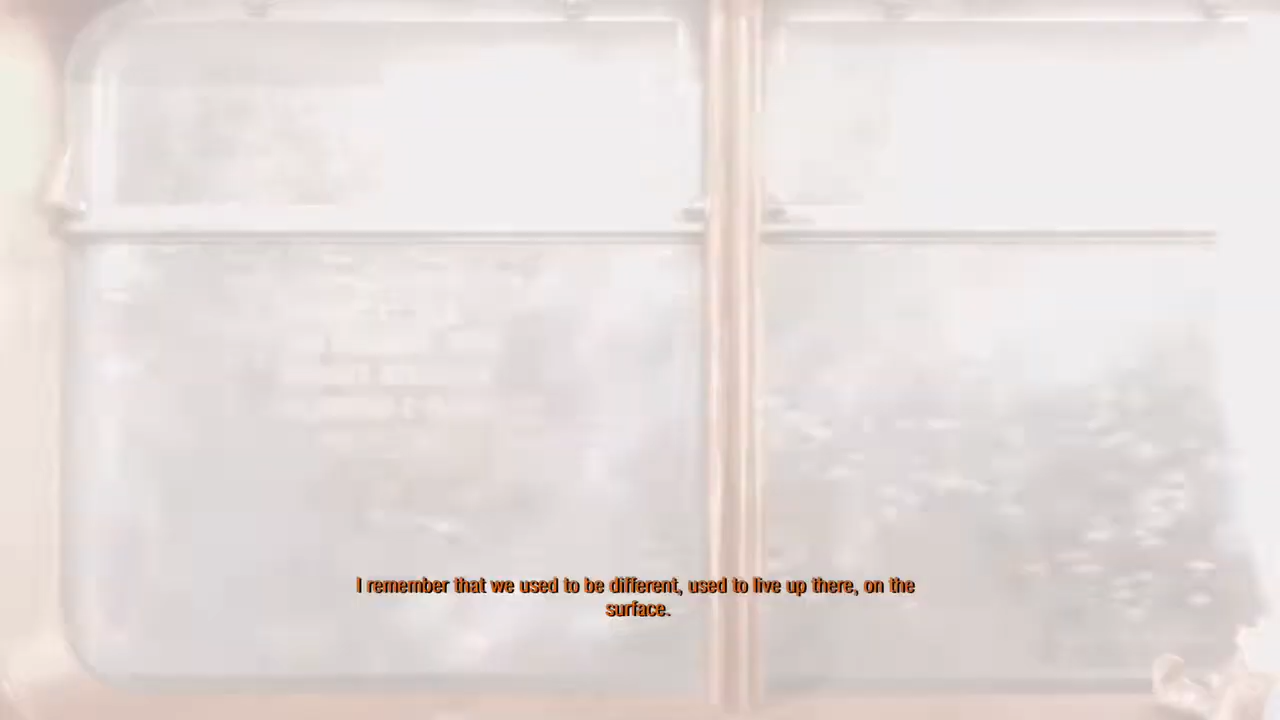 I remember that we used to be different, used to live up there, on the
surface.